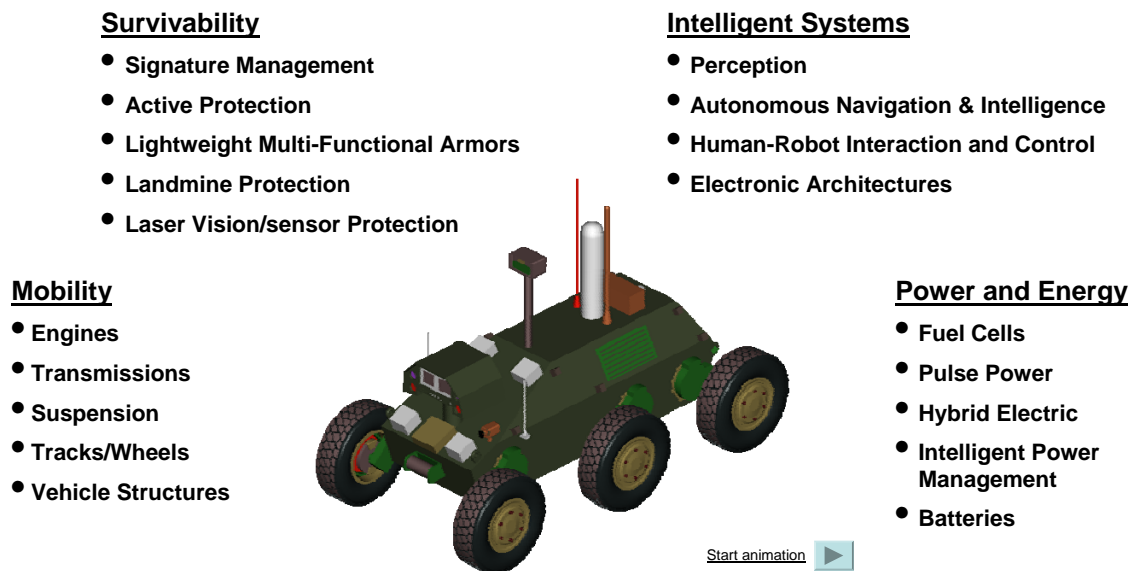 Survivability
• Signature Management
• Active Protection
• Lightweight Multi-Functional Armors
• Landmine Protection
• Laser Vision/sensor Protection
Intelligent Systems
• Perception
• Autonomous Navigation & Intelligence
• Human-Robot Interaction and Control
• Electronic Architectures
Mobility
• Engines
• Transmissions
• Suspension
• Tracks/Wheels
• Vehicle Structures
Power and Energy
• Fuel Cells
• Pulse Power
• Hybrid Electric
• Intelligent Power
Management
• Batteries
Start animation